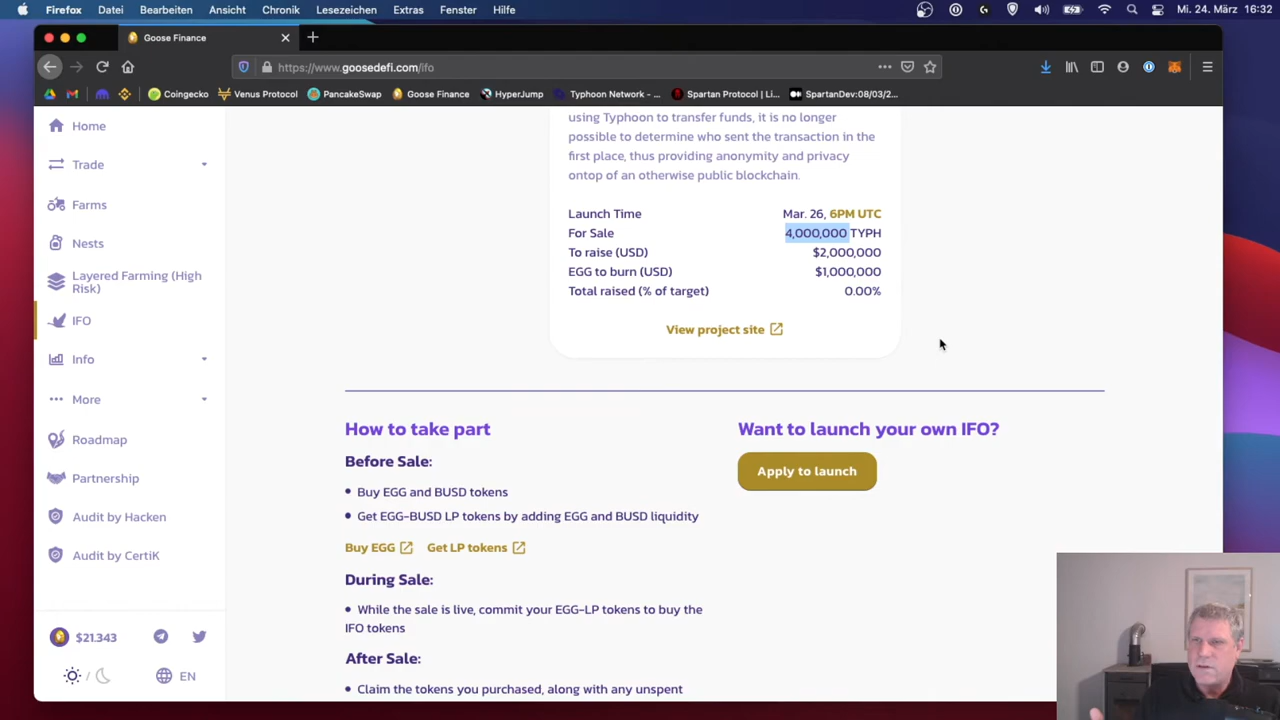 Firefox Datei Bearbeiten Ansicht Chronik Lesezeichen Extras Fenster Hilfe Mi. 24. März 16:32
Goose Finance
https://www.goosedefi.com/ifo
Coingecko Venus Protocol PancakeSwap Goose Finance HyperJump Typhoon Network - ... Spartan Protocol | Li... SpartanDev:08/03/2...
Home
Trade
Farms
Nests
Layered Farming (High
Risk)
IFO
Info
More
Roadmap
Partnership
Audit by Hacken
Audit by CertiK
$21.343
EN
using Typhoon to transfer funds, it is no longer
possible to determine who sent the transaction in the
first place, thus providing anonymity and privacy
ontop of an otherwise public blockchain.
Launch Time Mar. 26, 6PM UTC
For Sale 4,000,000 TYPH
To raise (USD) $2,000,000
EGG to burn (USD) $1,000,000
Total raised (% of target) 0.00%
View project site
How to take part
Before Sale:
• Buy EGG and BUSD tokens
• Get EGG-BUSD LP tokens by adding EGG and BUSD liquidity
Buy EGG Get LP tokens
During Sale:
• While the sale is live, commit your EGG-LP tokens to buy the
IFO tokens
After Sale:
• Claim the tokens you purchased, along with any unspent
Want to launch your own IFO?
Apply to launch